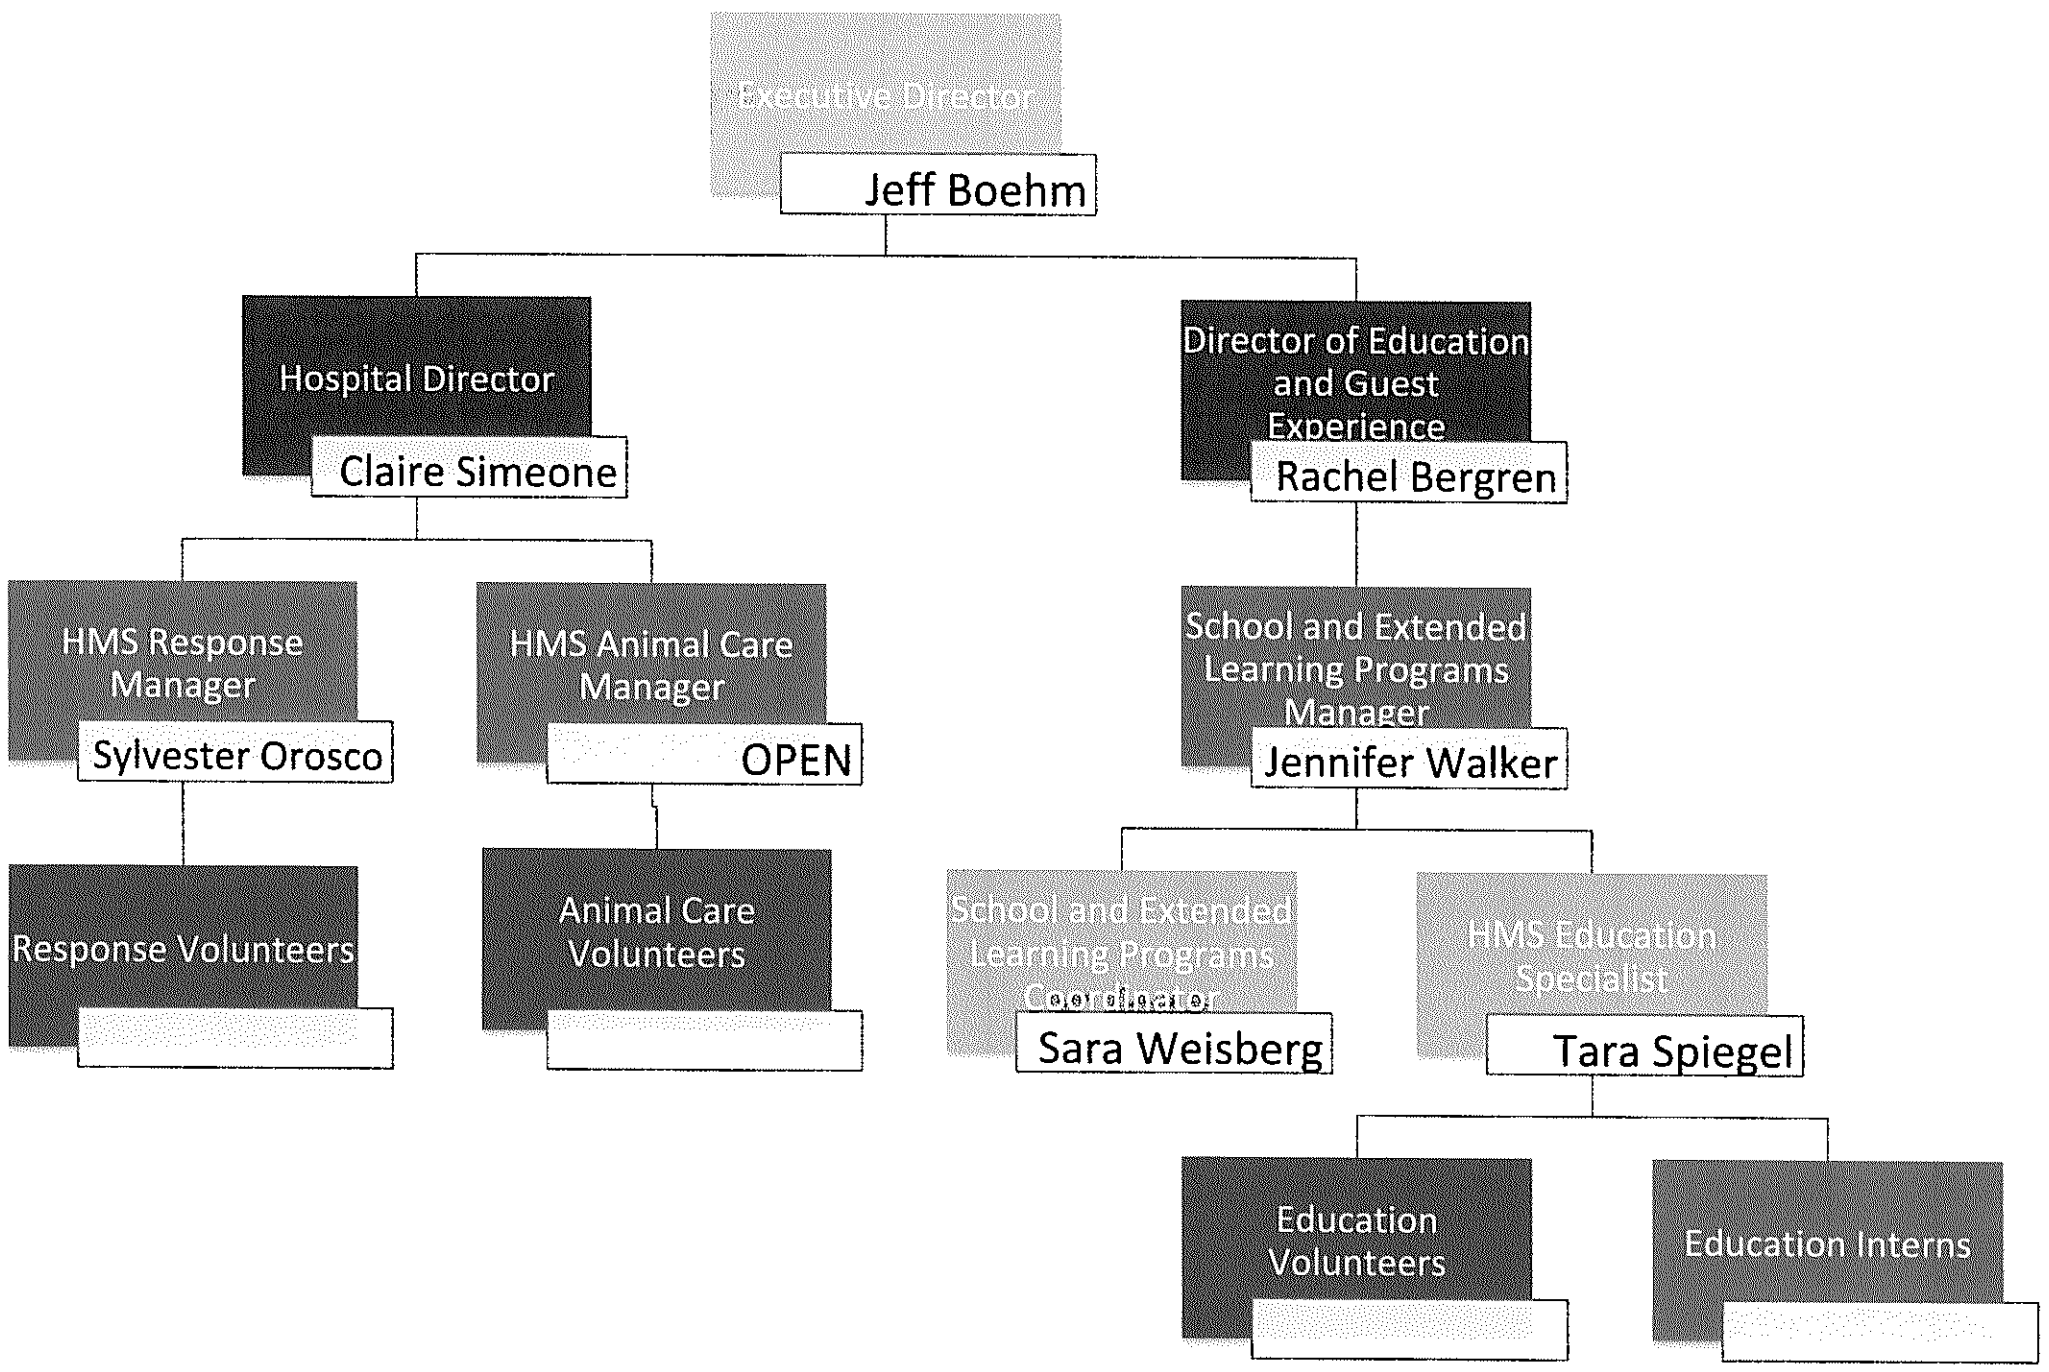 Executive Director
Jeff Boehm
Hospital Director
Claire Simeone
Director of Education
and Guest
Experience
Rachel Bergren
HMS Response
Manager
Sylvester Orosco
HMS Animal Care
Manager
OPEN
School and Extended
Learning Programs
Manager
Jennifer Walker
Response Volunteers
Animal Care
Volunteers
School and Extended
Learning Programs
Coordinator
Sara Weisberg
HMS Education
Specialist
Tara Spiegel
Education
Volunteers
Education Interns